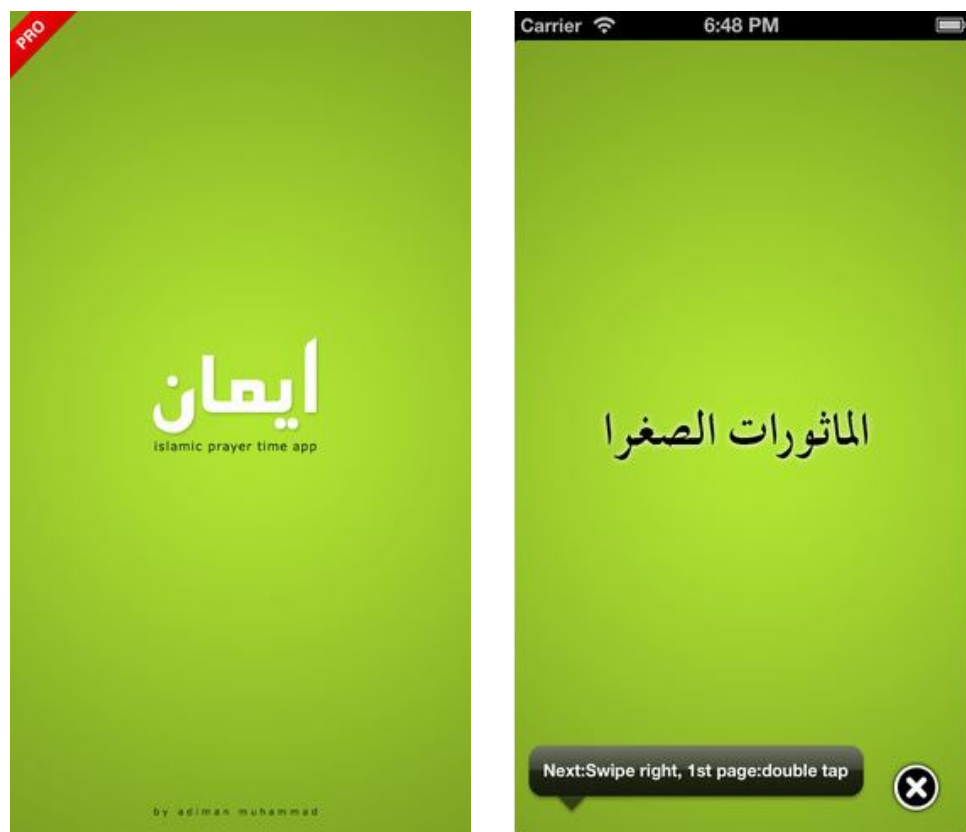 PRO
ايمان
islamic prayer time app
by adiman muhammad
Carrier
6:48 PM
الماثورات الصغرا
Next:Swipe right, 1st page:double tap